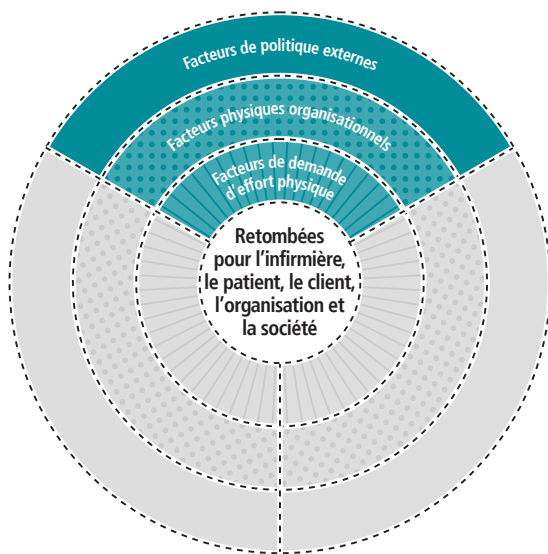 Facteurs de politique externes
Facteurs physiques organisationnels
Facteurs de demande
d'effort physique
Retombées
pour l'infirmière,
le patient, le client,
l'organisation et
la société